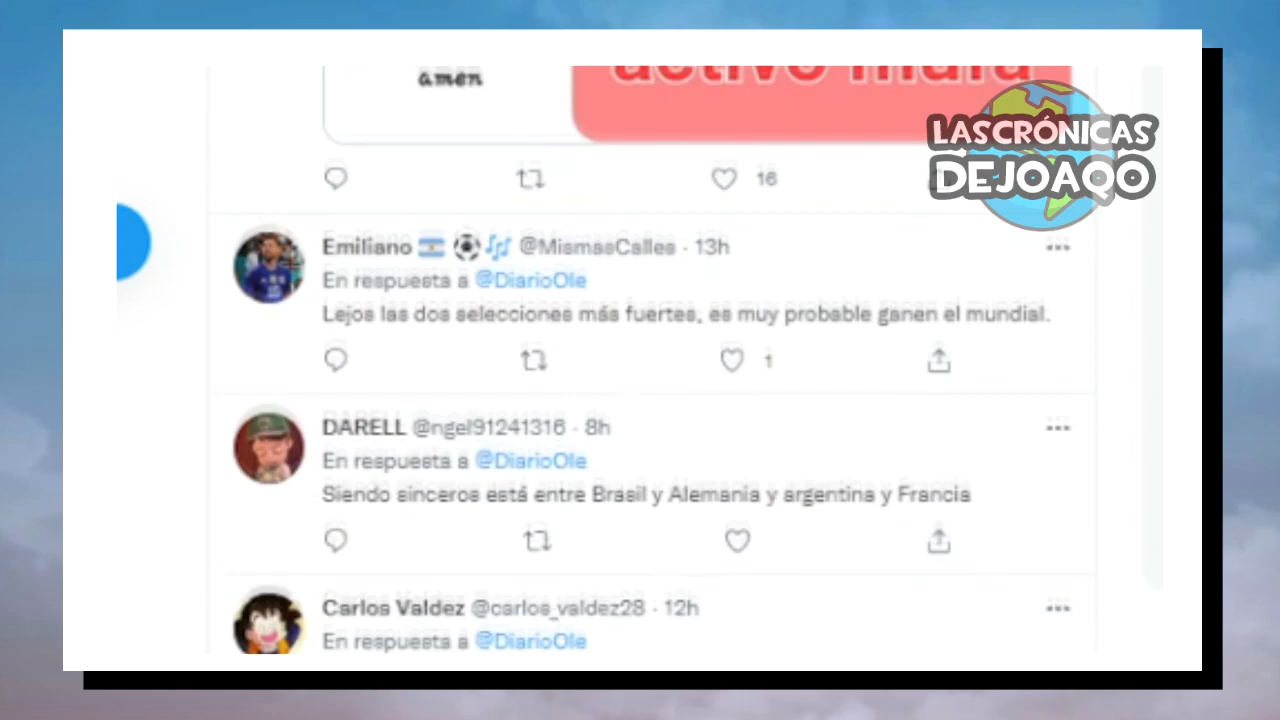 amen
activo mara
LASCRÓNICAS
DEJOAQO
16
Emiliano 🇦🇷 ⚽ 🎶 @MismasCalles · 13h
En respuesta a @DiarioOle
Lejos las dos selecciones más fuertes, es muy probable ganen el mundial.
1
DARELL @ngel91241316 · 8h
En respuesta a @DiarioOle
Siendo sinceros está entre Brasil y Alemania y argentina y Francia
Carlos Valdez @carlos_valdez28 · 12h
En respuesta a @DiarioOle